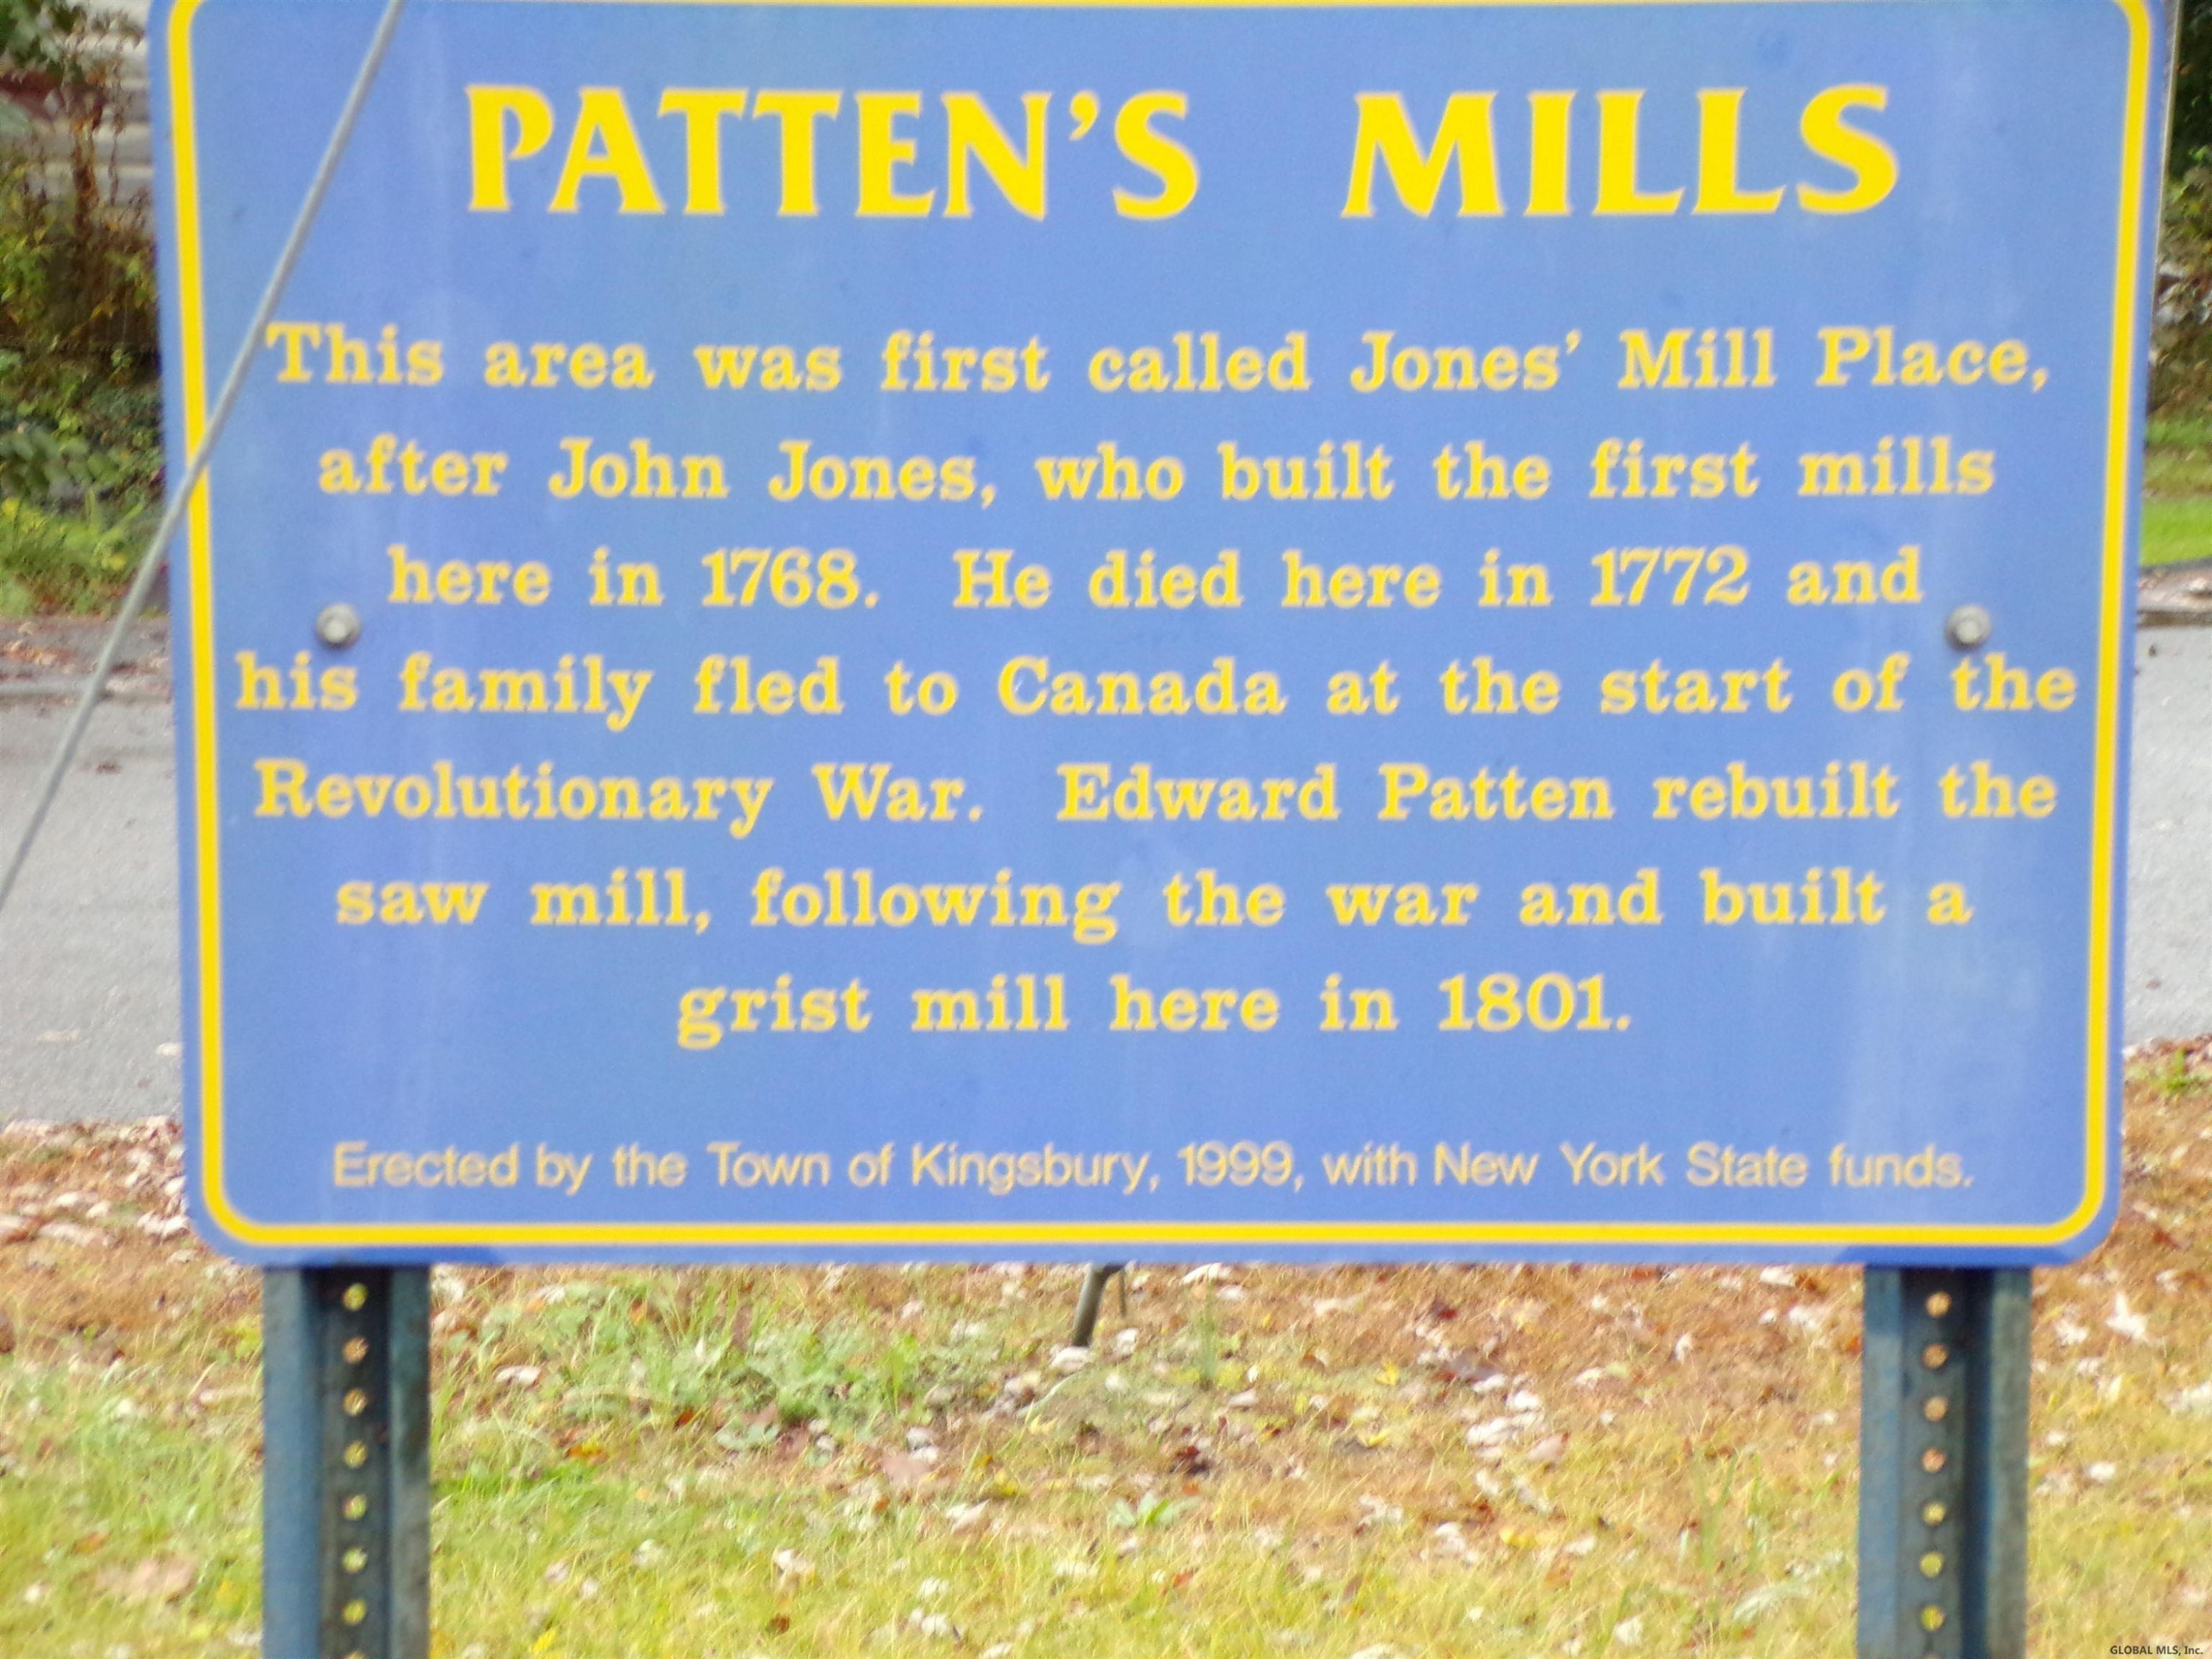 PATTEN'S MILLS
This area was first called Jones' Mill Place,
after John Jones, who built the first mills
here in 1768. He died here in 1772 and
his family fled to Canada at the start of the
Revolutionary War. Edward Patten rebuilt the
saw mill, following the war and built a
grist mill here in 1801.
Erected by the Town of Kingsbury, 1999, with New York State funds.
GLOBAL MLS, Inc.